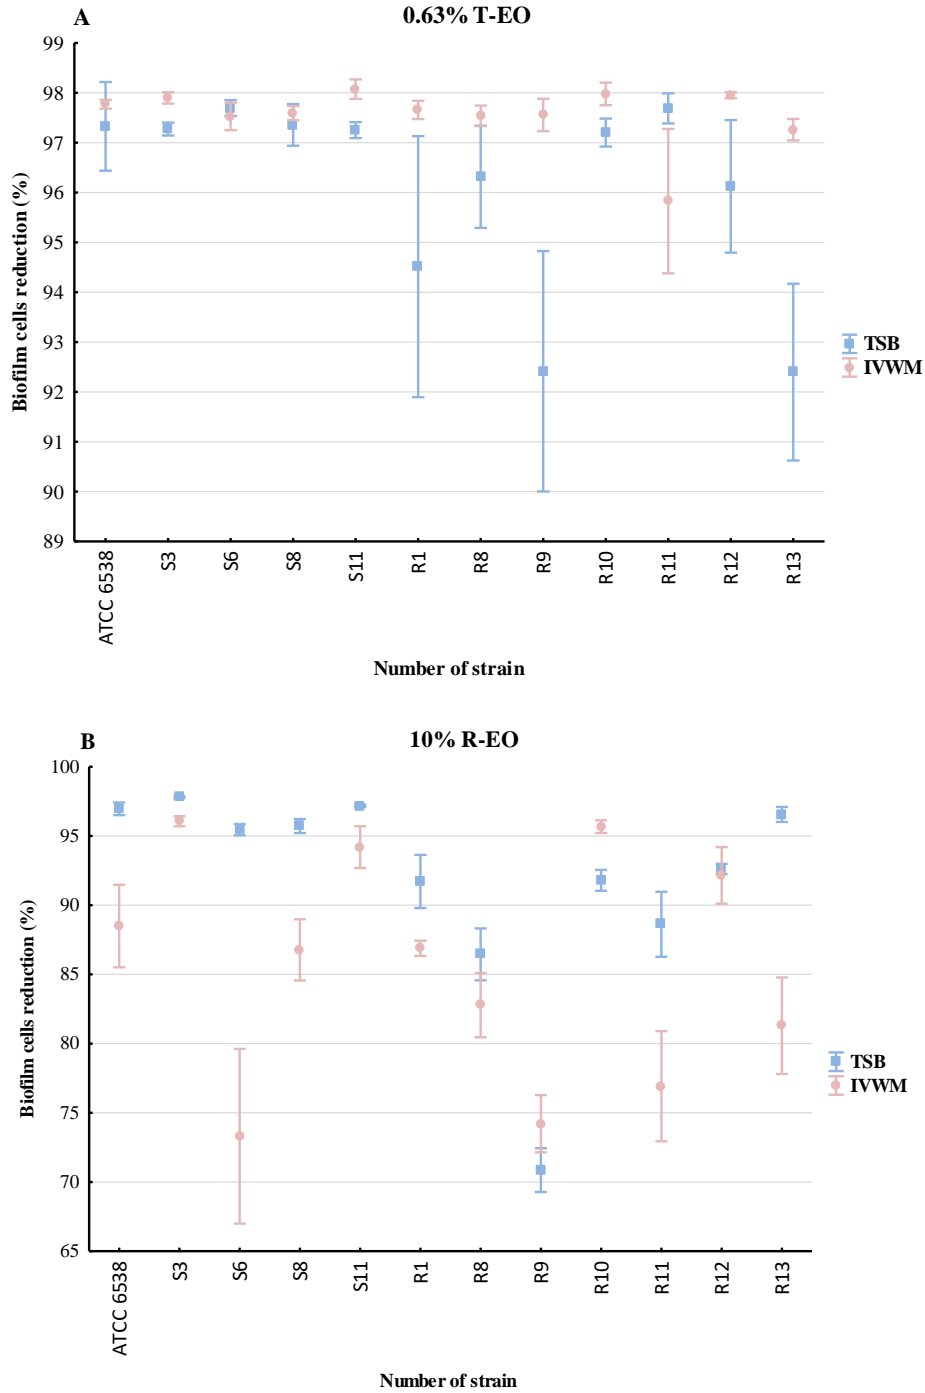 A
0.63% T-EO
99
98
97
96
95
94
93
92
91
90
89
Biofilm cells reduction (%)
ATCC 6538
S3
S6
S8
S11
R1
R8
R9
R10
R11
R12
R13
Number of strain
TSB
IVWM
B
10% R-EO
100
95
90
85
80
75
70
65
Biofilm cells reduction (%)
ATCC 6538
S3
S6
S8
S11
R1
R8
R9
R10
R11
R12
R13
Number of strain
TSB
IVWM